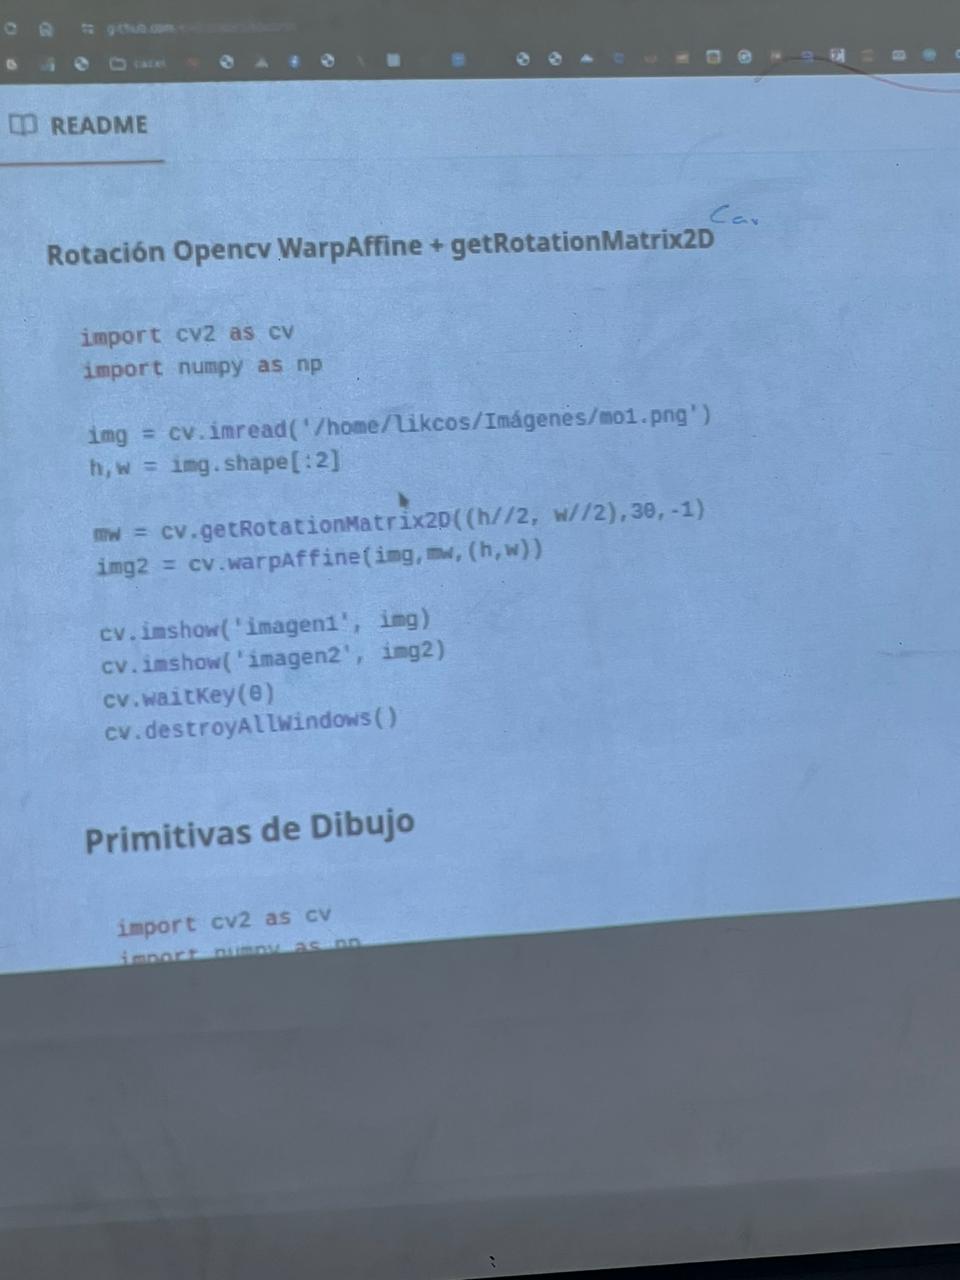 github.com
README
Rotación Opencv WarpAffine + getRotationMatrix2D
import cv2 as cv
import numpy as np
img = cv.imread('/home/likcos/Imágenes/mo1.png')
h,w = img.shape[:2]
mw = cv.getRotationMatrix2D((h//2, w//2),30,-1)
img2 = cv.warpAffine(img,mw,(h,w))
cv.imshow('imagen1', img)
cv.imshow('imagen2', img2)
cv.waitKey(0)
cv.destroyAllWindows()
Primitivas de Dibujo
import cv2 as cv
import numpy as np